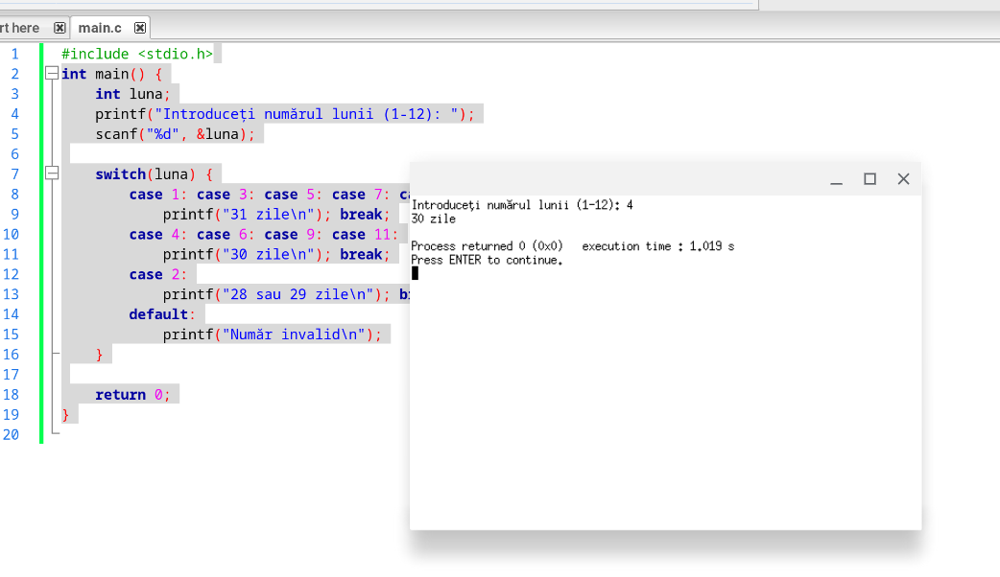 rt here
main.c
1 #include <stdio.h>
2 int main() {
3 int luna;
4 printf("Introduceți numărul lunii (1-12): ");
5 scanf("%d", &luna);
6
7 switch(luna) {
8 case 1: case 3: case 5: case 7:
9 printf("31 zile\n"); break;
10 case 4: case 6: case 9: case 11:
11 printf("30 zile\n"); break;
12 case 2:
13 printf("28 sau 29 zile\n");
14 default:
15 printf("Număr invalid\n");
16 }
17
18 return 0;
19 }
20
Introduceți numărul lunii (1-12): 4
30 zile
Process returned 0 (0x0) execution time : 1.019 s
Press ENTER to continue.